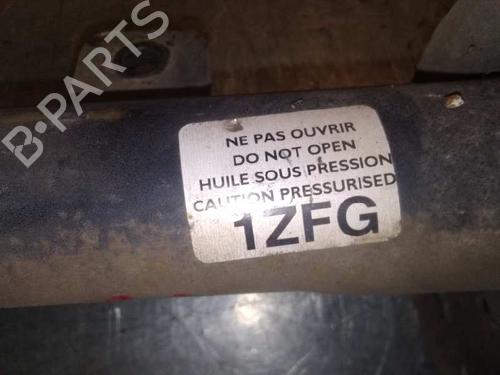 B-PARTS
NE PAS OUVRIR
DO NOT OPEN
HUILE SOUS PRESSION
CAUTION PRESSURISED
1ZFG